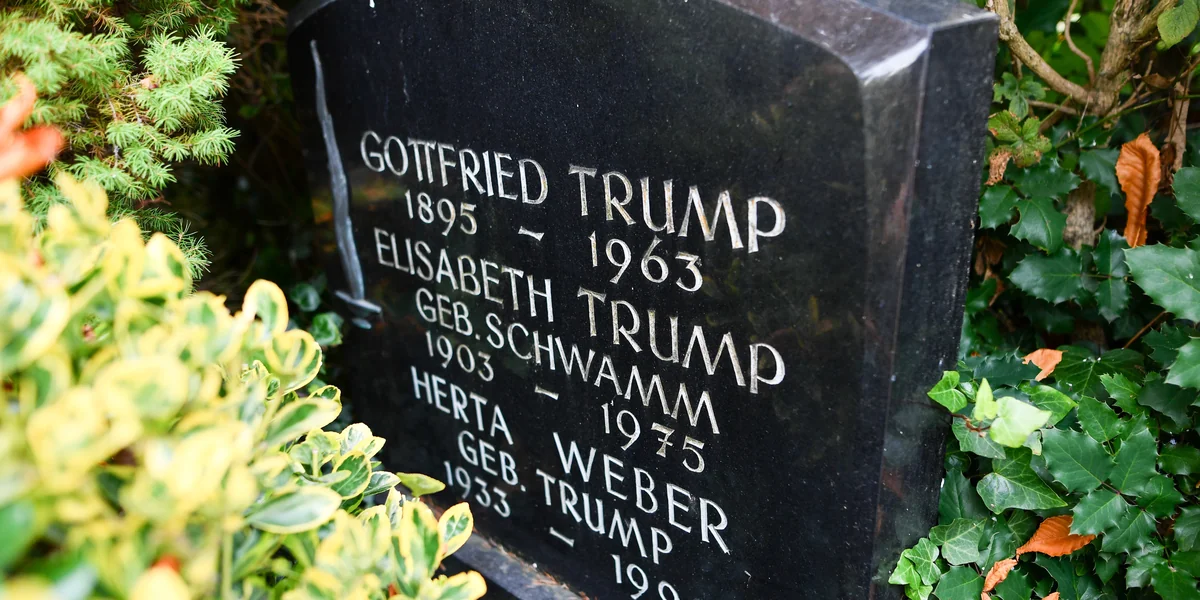 GOTTFRIED TRUMP
1895 – 1963
ELISABETH TRUMP
GEB. SCHWAMM
1903 – 1975
HERTA WEBER
GEB. TRUMP
1933 –